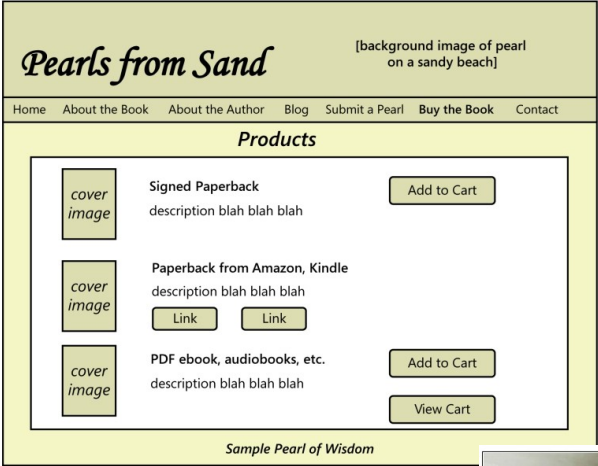 Pearls from Sand
[background image of pearl
on a sandy beach]
Home About the Book About the Author Blog Submit a Pearl Buy the Book Contact
Products
cover
image
Signed Paperback
description blah blah blah
Add to Cart
cover
image
Paperback from Amazon, Kindle
description blah blah blah
Link Link
cover
image
PDF ebook, audiobooks, etc.
description blah blah blah
Add to Cart
View Cart
Sample Pearl of Wisdom